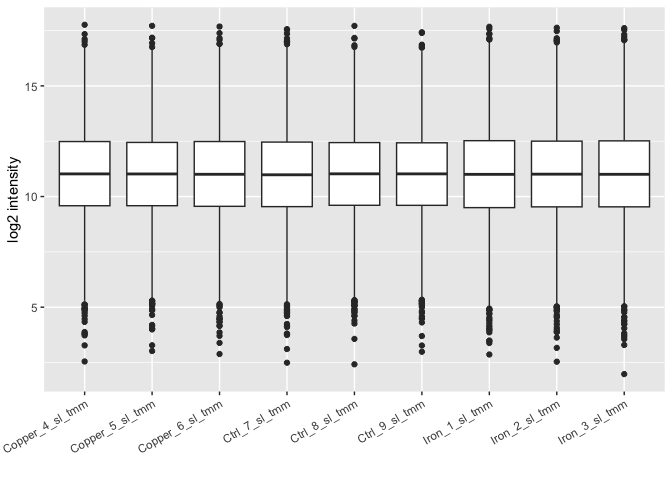 15
10
5
log2 intensity
Copper_4_sl_tmm
Copper_5_sl_tmm
Copper_6_sl_tmm
Ctrl_7_sl_tmm
Ctrl_8_sl_tmm
Ctrl_9_sl_tmm
Iron_1_sl_tmm
Iron_2_sl_tmm
Iron_3_sl_tmm